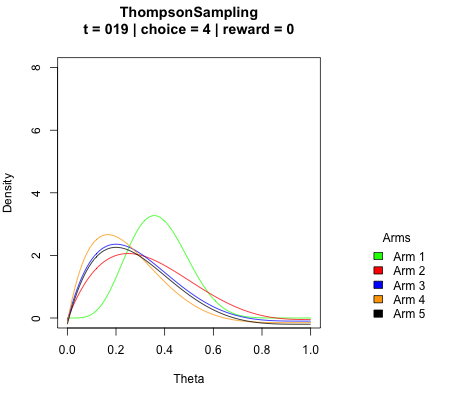 ThompsonSampling
t = 019 | choice = 4 | reward = 0
8
6
4
2
0
Density
0.0 0.2 0.4 0.6 0.8 1.0
Theta
Arms
Arm 1
Arm 2
Arm 3
Arm 4
Arm 5